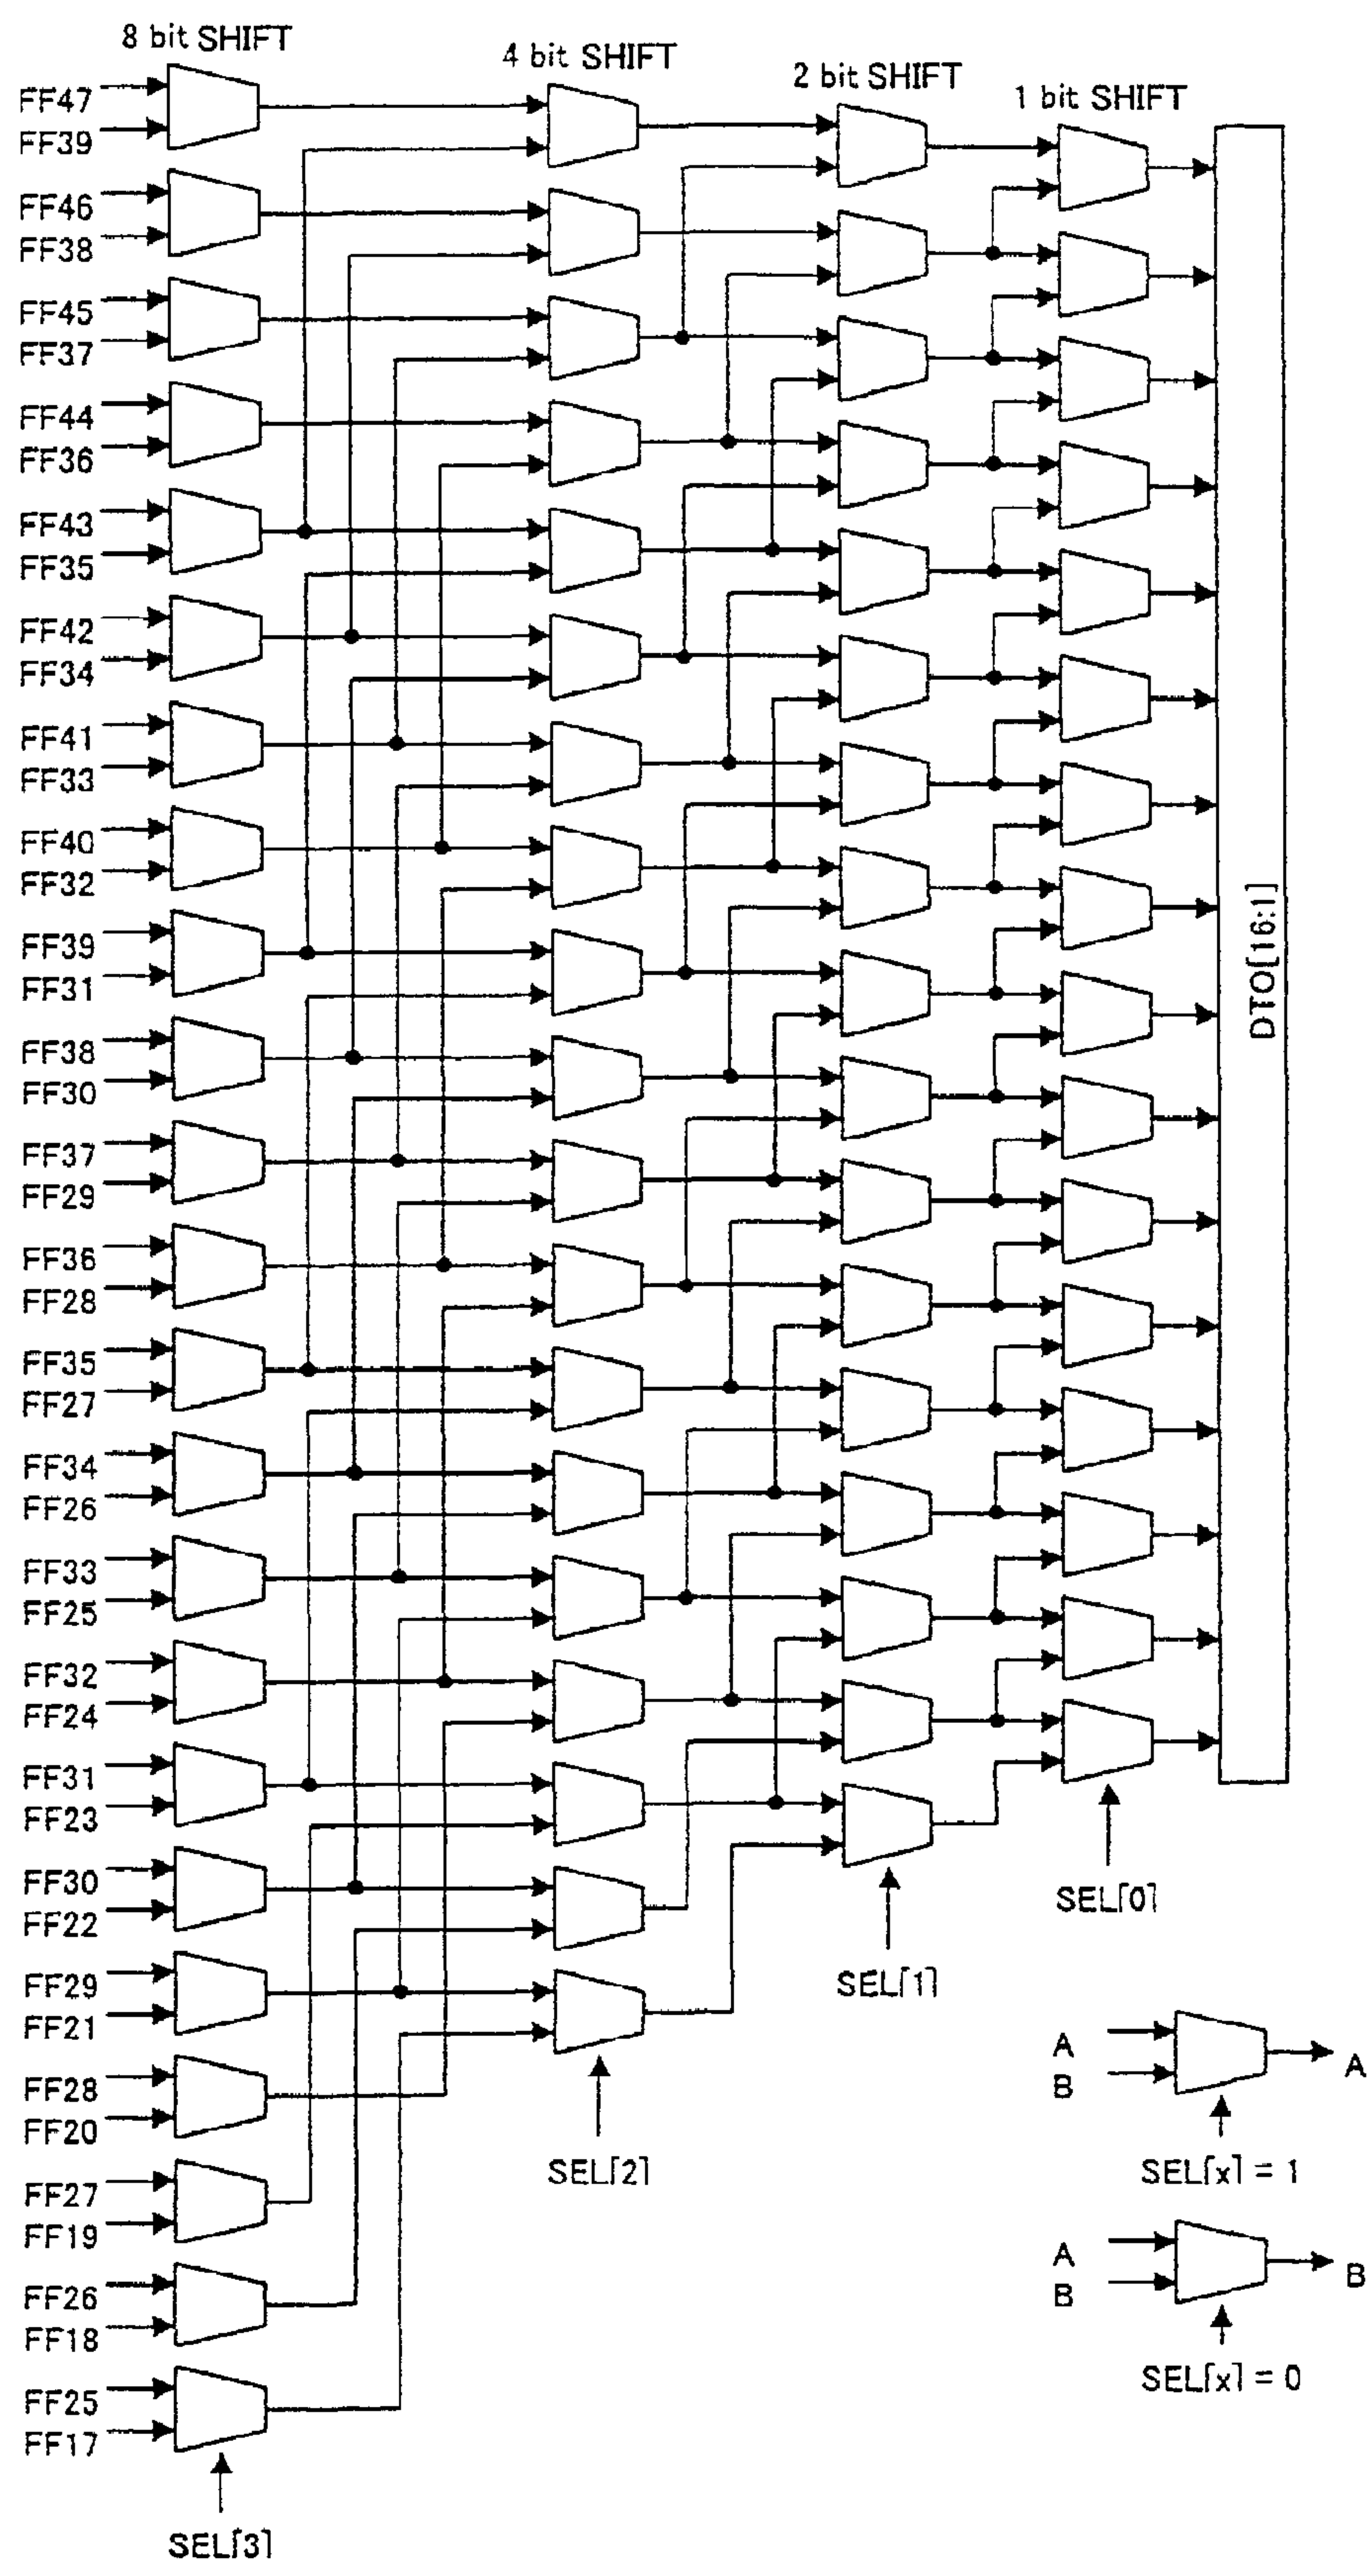 8 bit SHIFT
4 bit SHIFT
2 bit SHIFT
1 bit SHIFT
FF47
FF39
FF46
FF38
FF45
FF37
FF44
FF36
FF43
FF35
FF42
FF34
FF41
FF33
FF40
FF32
FF39
FF31
FF38
FF30
FF37
FF29
FF36
FF28
FF35
FF27
FF34
FF26
FF33
FF25
FF32
FF24
FF31
FF23
FF30
FF22
FF29
FF21
FF28
FF20
FF27
FF19
FF26
FF18
FF25
FF17
DTO[16:1]
SEL[0]
SEL[1]
SEL[2]
SEL[3]
A
B
A
SEL[x] = 1
A
B
B
SEL[x] = 0